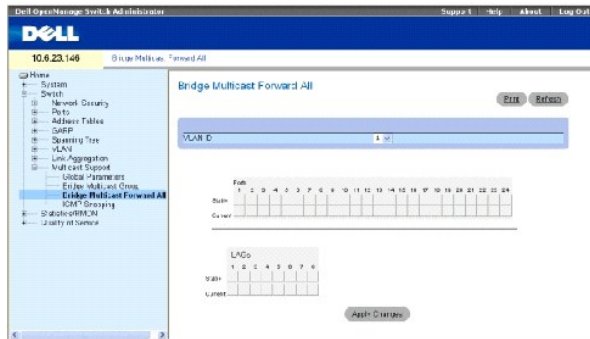 Dell OpenManage Switch Administrator
Support Help About Log Out
DELL
10.6.23.146
Bridge Multicast Forward All
Home
System
Switch
Network Security
Ports
Address Tables
GARP
Spanning Tree
VLAN
Link Aggregation
Multicast Support
Global Parameters
Bridge Multicast Group
Bridge Multicast Forward All
IGMP Snooping
Statistics/RMON
Quality of Service
Bridge Multicast Forward All
Print Refresh
VLAN ID 1
Ports
1 2 3 4 5 6 7 8 9 10 11 12 13 14 15 16 17 18 19 20 21 22 23 24
Static
Current
LAGs
1 2 3 4 5 6 7 8
Static
Current
Apply Changes